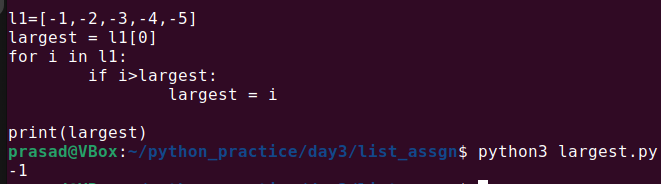 l1=[-1,-2,-3,-4,-5]
largest = l1[0]
for i in l1:
        if i>largest:
                largest = i

print(largest)
prasad@VBox:~/python_practice/day3/list_assgn$ python3 largest.py
-1